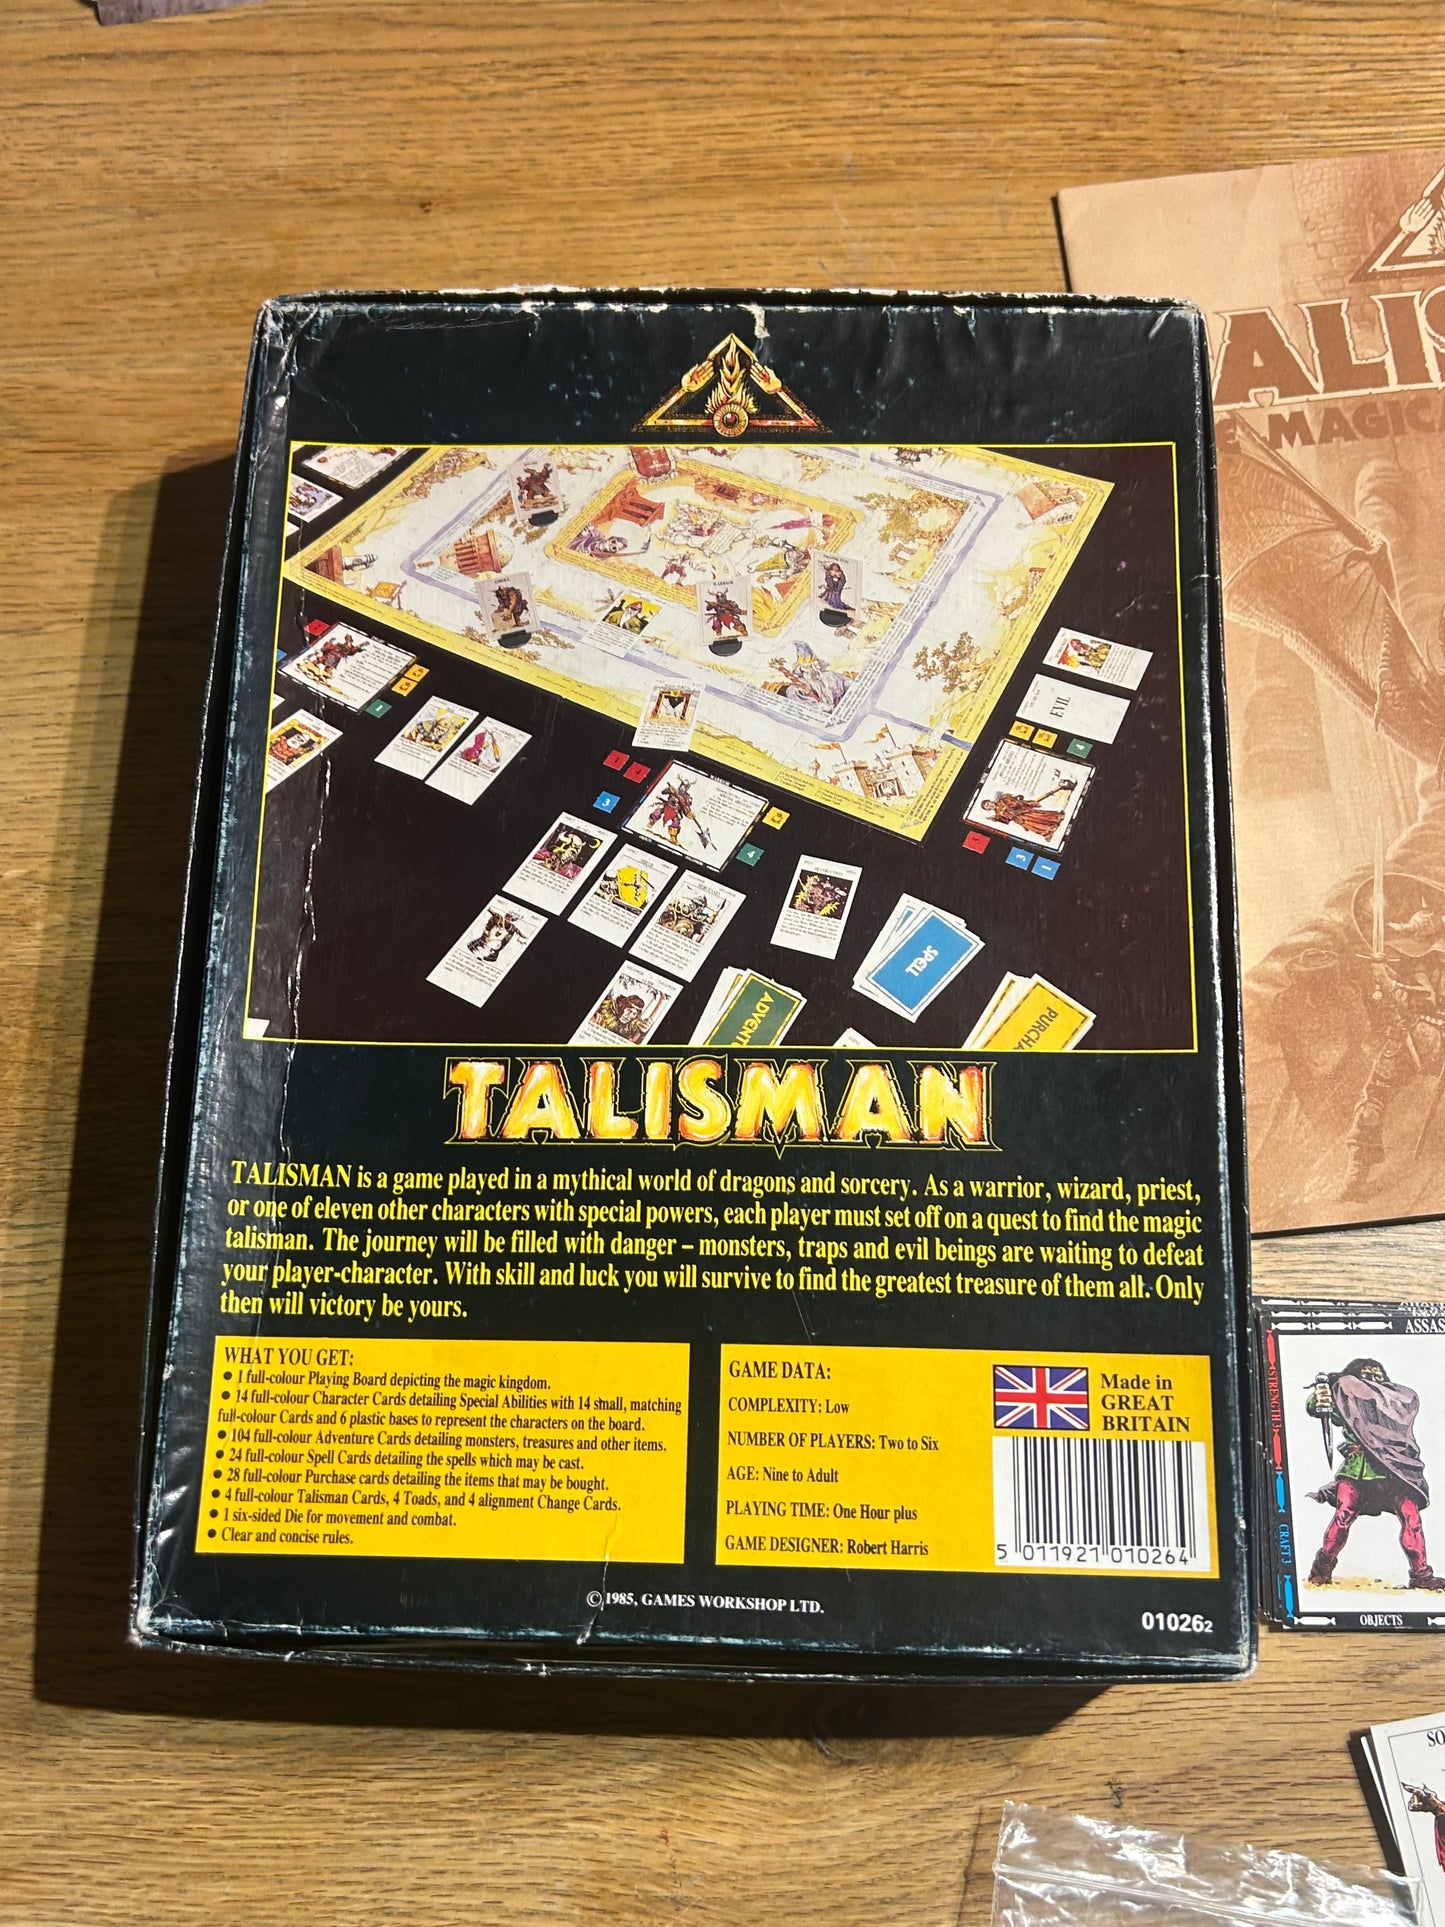 ALIS
MAGIC
EVIL
WARRIOR
SPELL
ADVENT
PURCHA
TALISMAN
TALISMAN is a game played in a mythical world of dragons and sorcery. As a warrior, wizard, priest,
or one of eleven other characters with special powers, each player must set off on a quest to find the magic
talisman. The journey will be filled with danger – monsters, traps and evil beings are waiting to defeat
your player-character. With skill and luck you will survive to find the greatest treasure of them all. Only
then will victory be yours.
WHAT YOU GET:
● 1 full-colour Playing Board depicting the magic kingdom.
● 14 full-colour Character Cards detailing Special Abilities with 14 small, matching
full-colour Cards and 6 plastic bases to represent the characters on the board.
● 104 full-colour Adventure Cards detailing monsters, treasures and other items.
● 24 full-colour Spell Cards detailing the spells which may be cast.
● 28 full-colour Purchase cards detailing the items that may be bought.
● 4 full-colour Talisman Cards, 4 Toads, and 4 alignment Change Cards.
● 1 six-sided Die for movement and combat.
● Clear and concise rules.
GAME DATA:
COMPLEXITY: Low
NUMBER OF PLAYERS: Two to Six
AGE: Nine to Adult
PLAYING TIME: One Hour plus
GAME DESIGNER: Robert Harris
Made in
GREAT
BRITAIN
5 011921 010264
© 1985, GAMES WORKSHOP LTD.
010262
ASSAS
STRENGTH 3
CRAFT 3
OBJECTS
SO